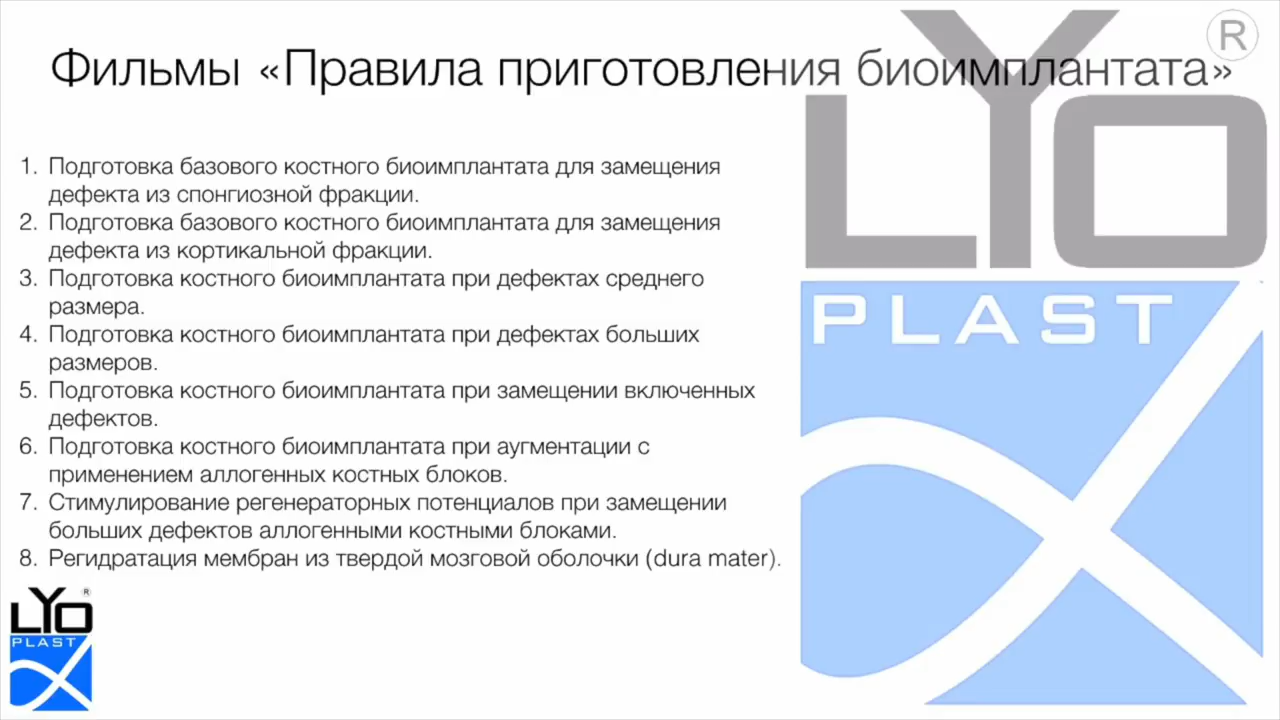 Фильмы «Правила приготовления биоимплантата»
1. Подготовка базового костного биоимплантата для замещения
дефекта из спонгиозной фракции.
2. Подготовка базового костного биоимплантата для замещения
дефекта из кортикальной фракции.
3. Подготовка костного биоимплантата при дефектах среднего
размера.
4. Подготовка костного биоимплантата при дефектах больших
размеров.
5. Подготовка костного биоимплантата при замещении включенных
дефектов.
6. Подготовка костного биоимплантата при аугментации с
применением аллогенных костных блоков.
7. Стимулирование регенераторных потенциалов при замещении
больших дефектов аллогенными костными блоками.
8. Регидратация мембран из твердой мозговой оболочки (dura mater).
LYO ®
PLAST
LYO ®
PLAST